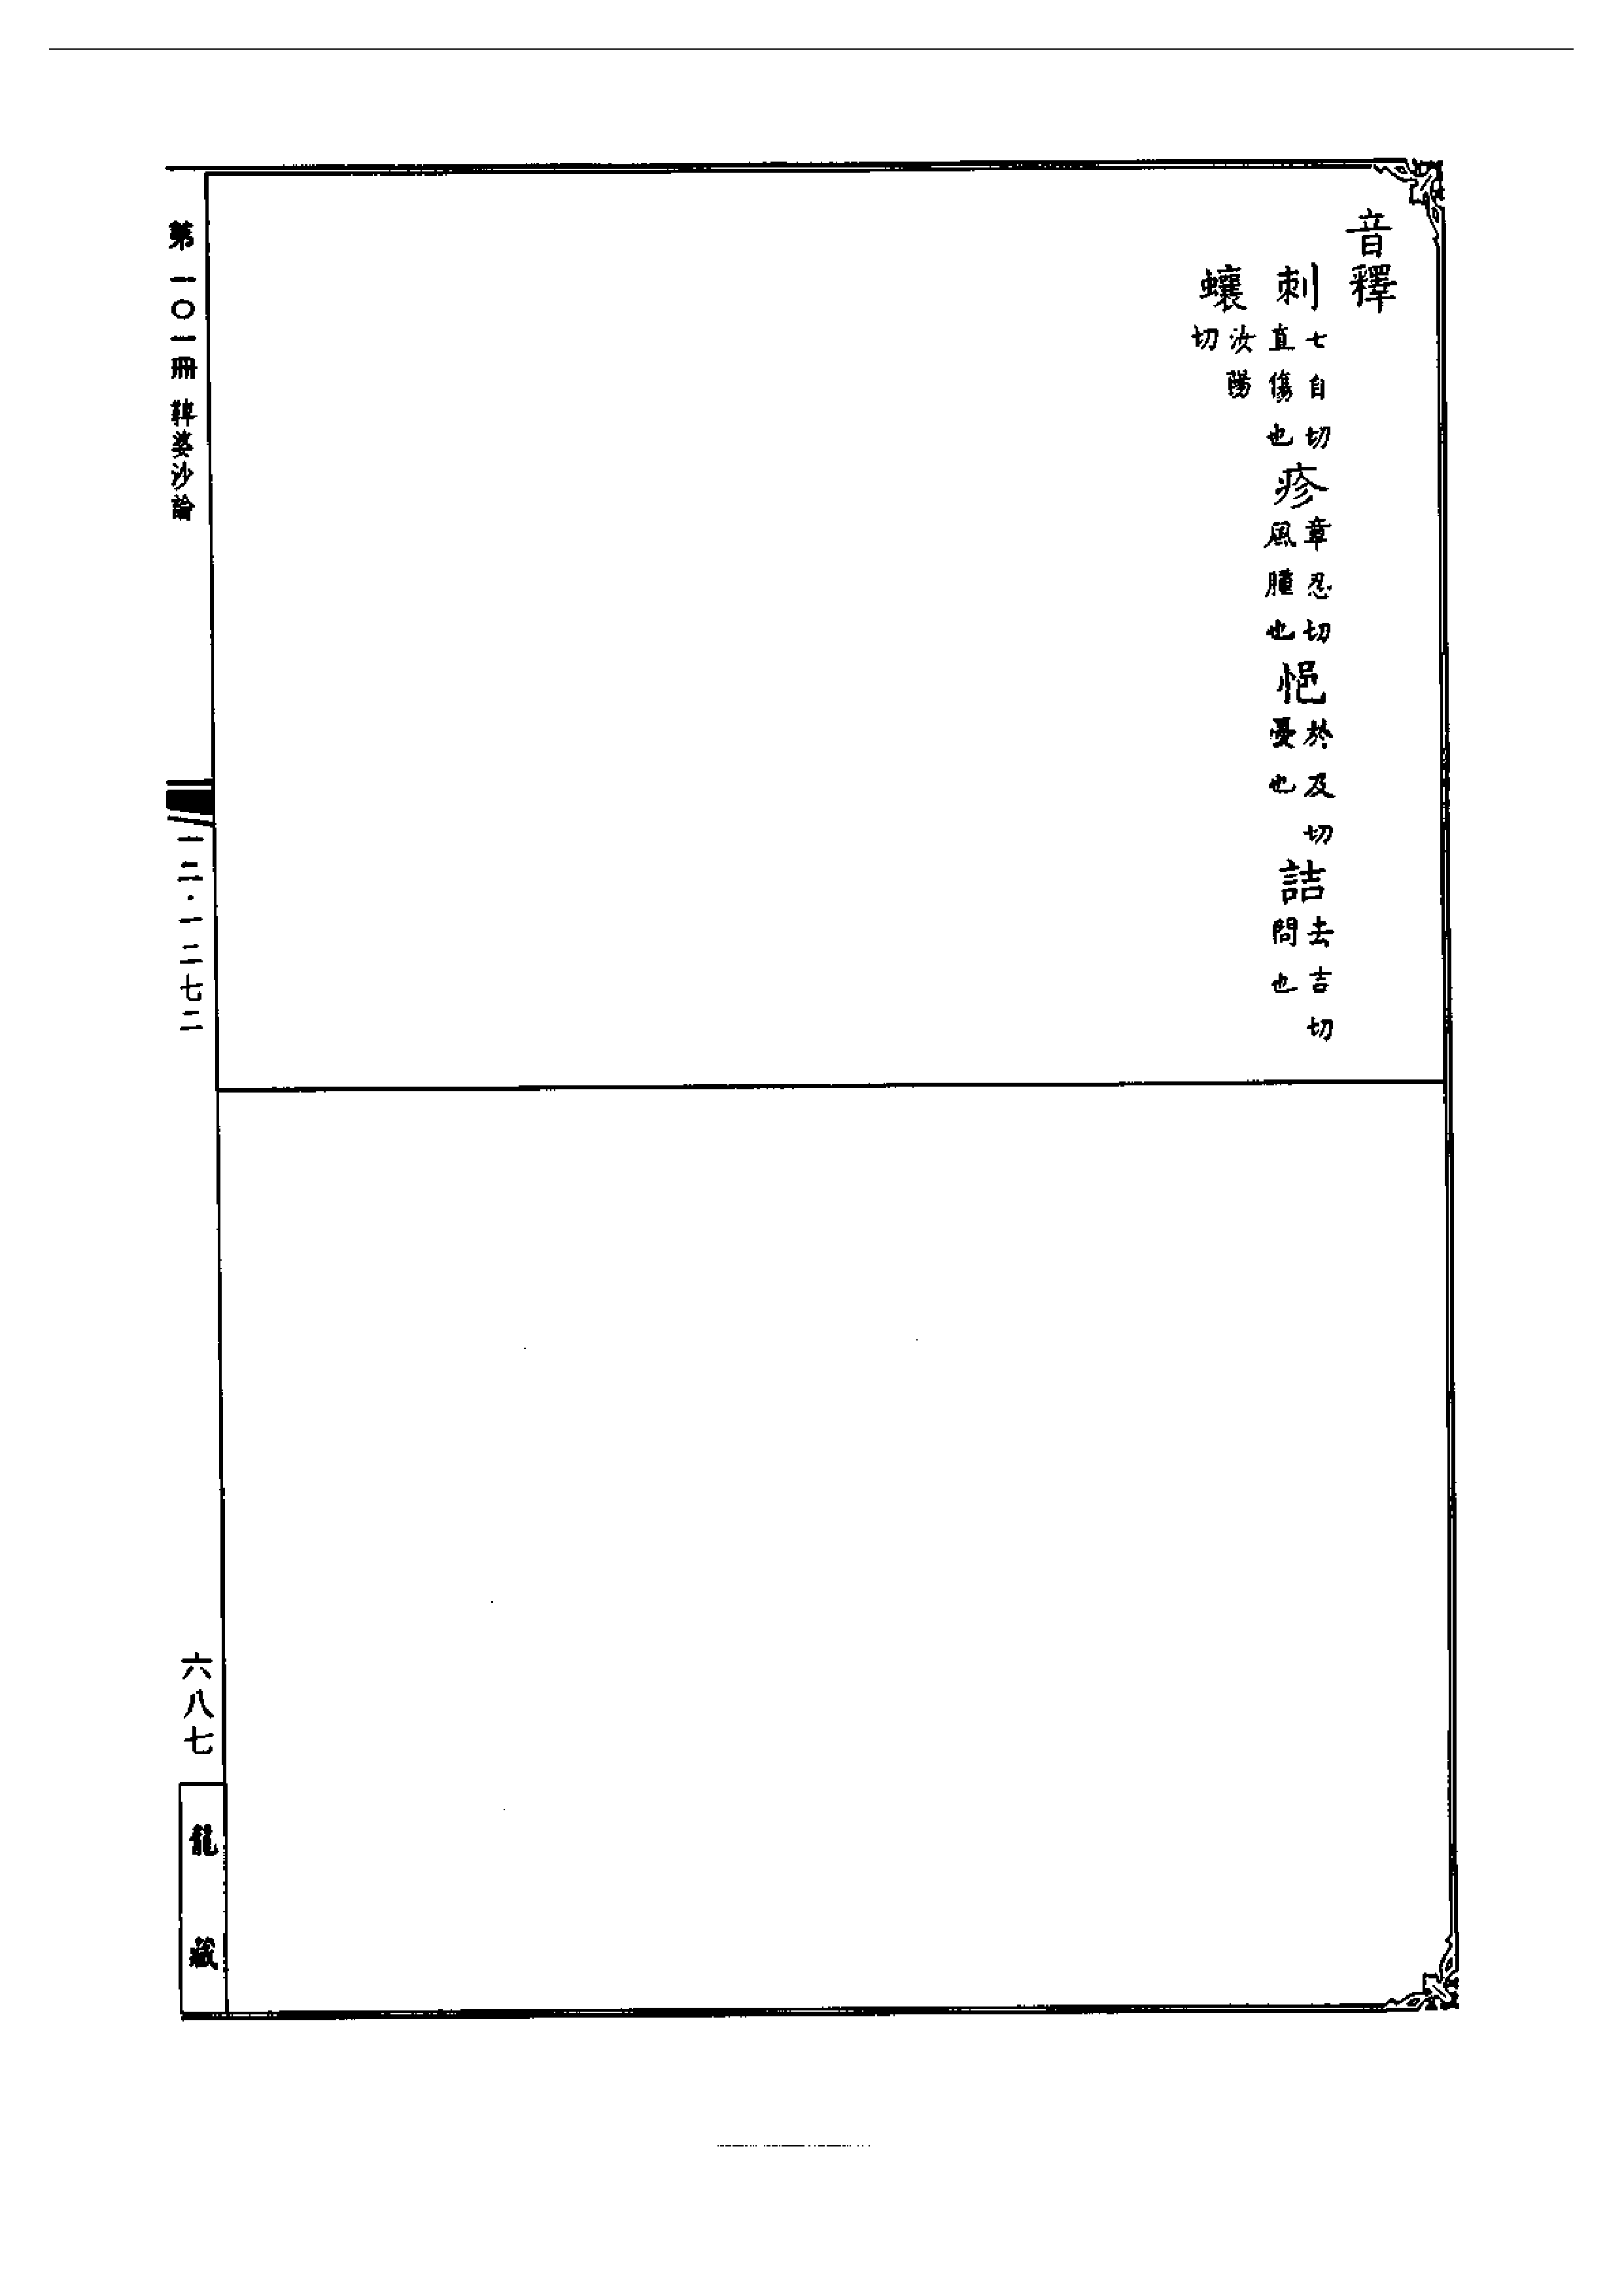 音釋
刺七自切直傷也疹章忍切風腫也悒於及切憂也詰去吉切問也
蠰汝陽切
第一〇一冊 鞞婆沙論
一二·一二七二
六八七
龍藏